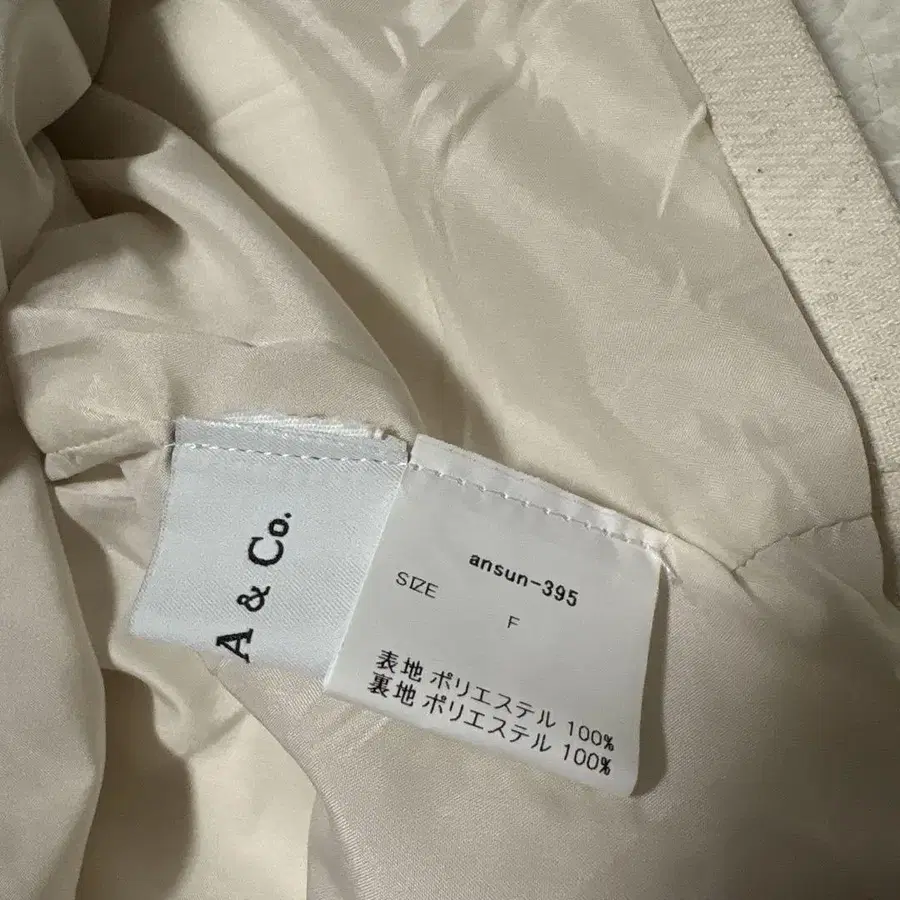 A & Co.
ansun-395
SIZE
F
表地 ポリエステル 100%
裏地 ポリエステル 100%